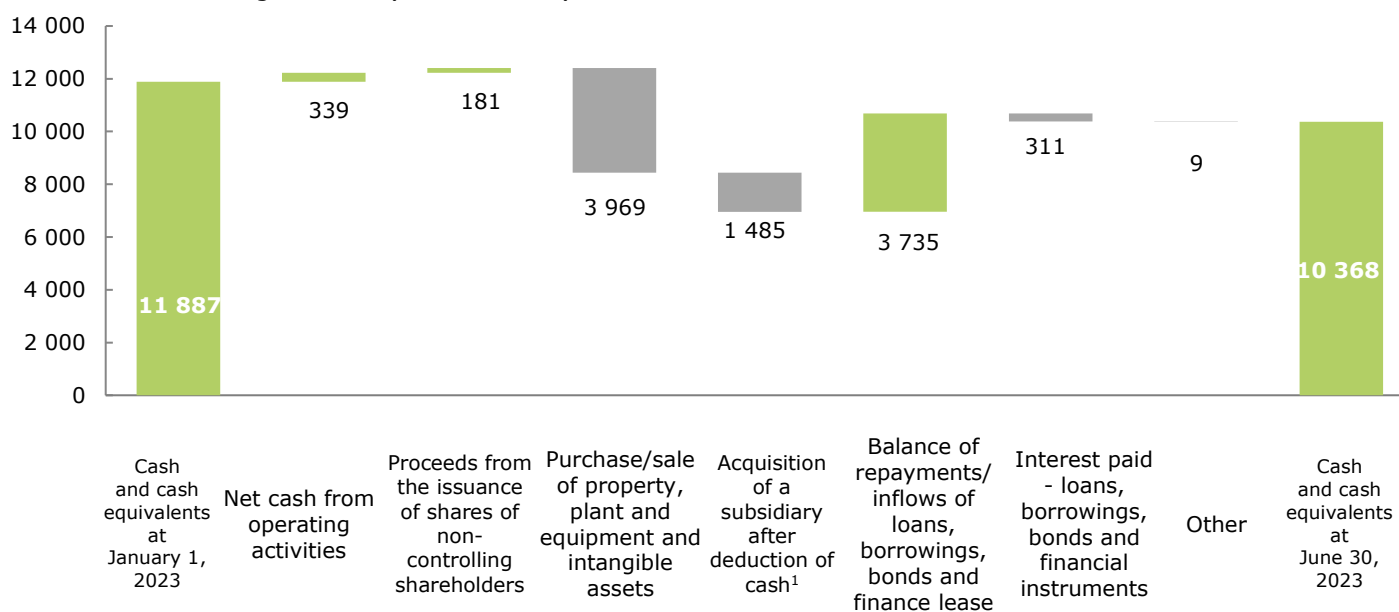 14 000
12 000
10 000
8 000
6 000
4 000
2 000
0
11 887
339
181
3 969
1 485
3 735
311
9
10 368
Cash
and cash
equivalents
at
January 1,
2023
Net cash from
operating
activities
Proceeds from
the issuance
of shares of
non-
controlling
shareholders
Purchase/sale
of property,
plant and
equipment and
intangible
assets
Acquisition
of a
subsidiary
after
deduction of
cash1
Balance of
repayments/
inflows of
loans,
borrowings,
bonds and
finance lease
Interest paid
- loans,
borrowings,
bonds and
financial
instruments
Other
Cash
and cash
equivalents
at
June 30,
2023